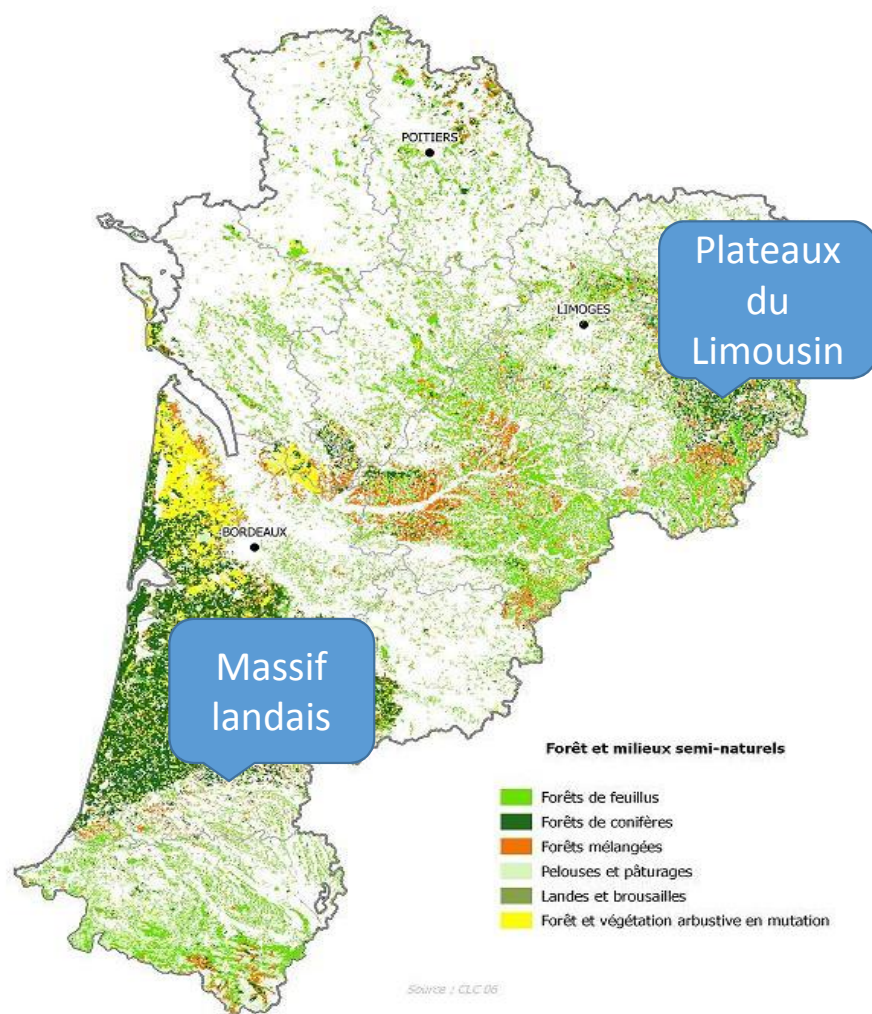 POITIERS
Plateaux
du
Limousin
LIMOGES
BORDEAUX
Massif
landais
Forêt et milieux semi-naturels
Forêts de feuillus
Forêts de conifères
Forêts mélangées
Pelouses et pâturages
Landes et brousailles
Forêt et végétation arbustive en mutation
Source : CLC 06